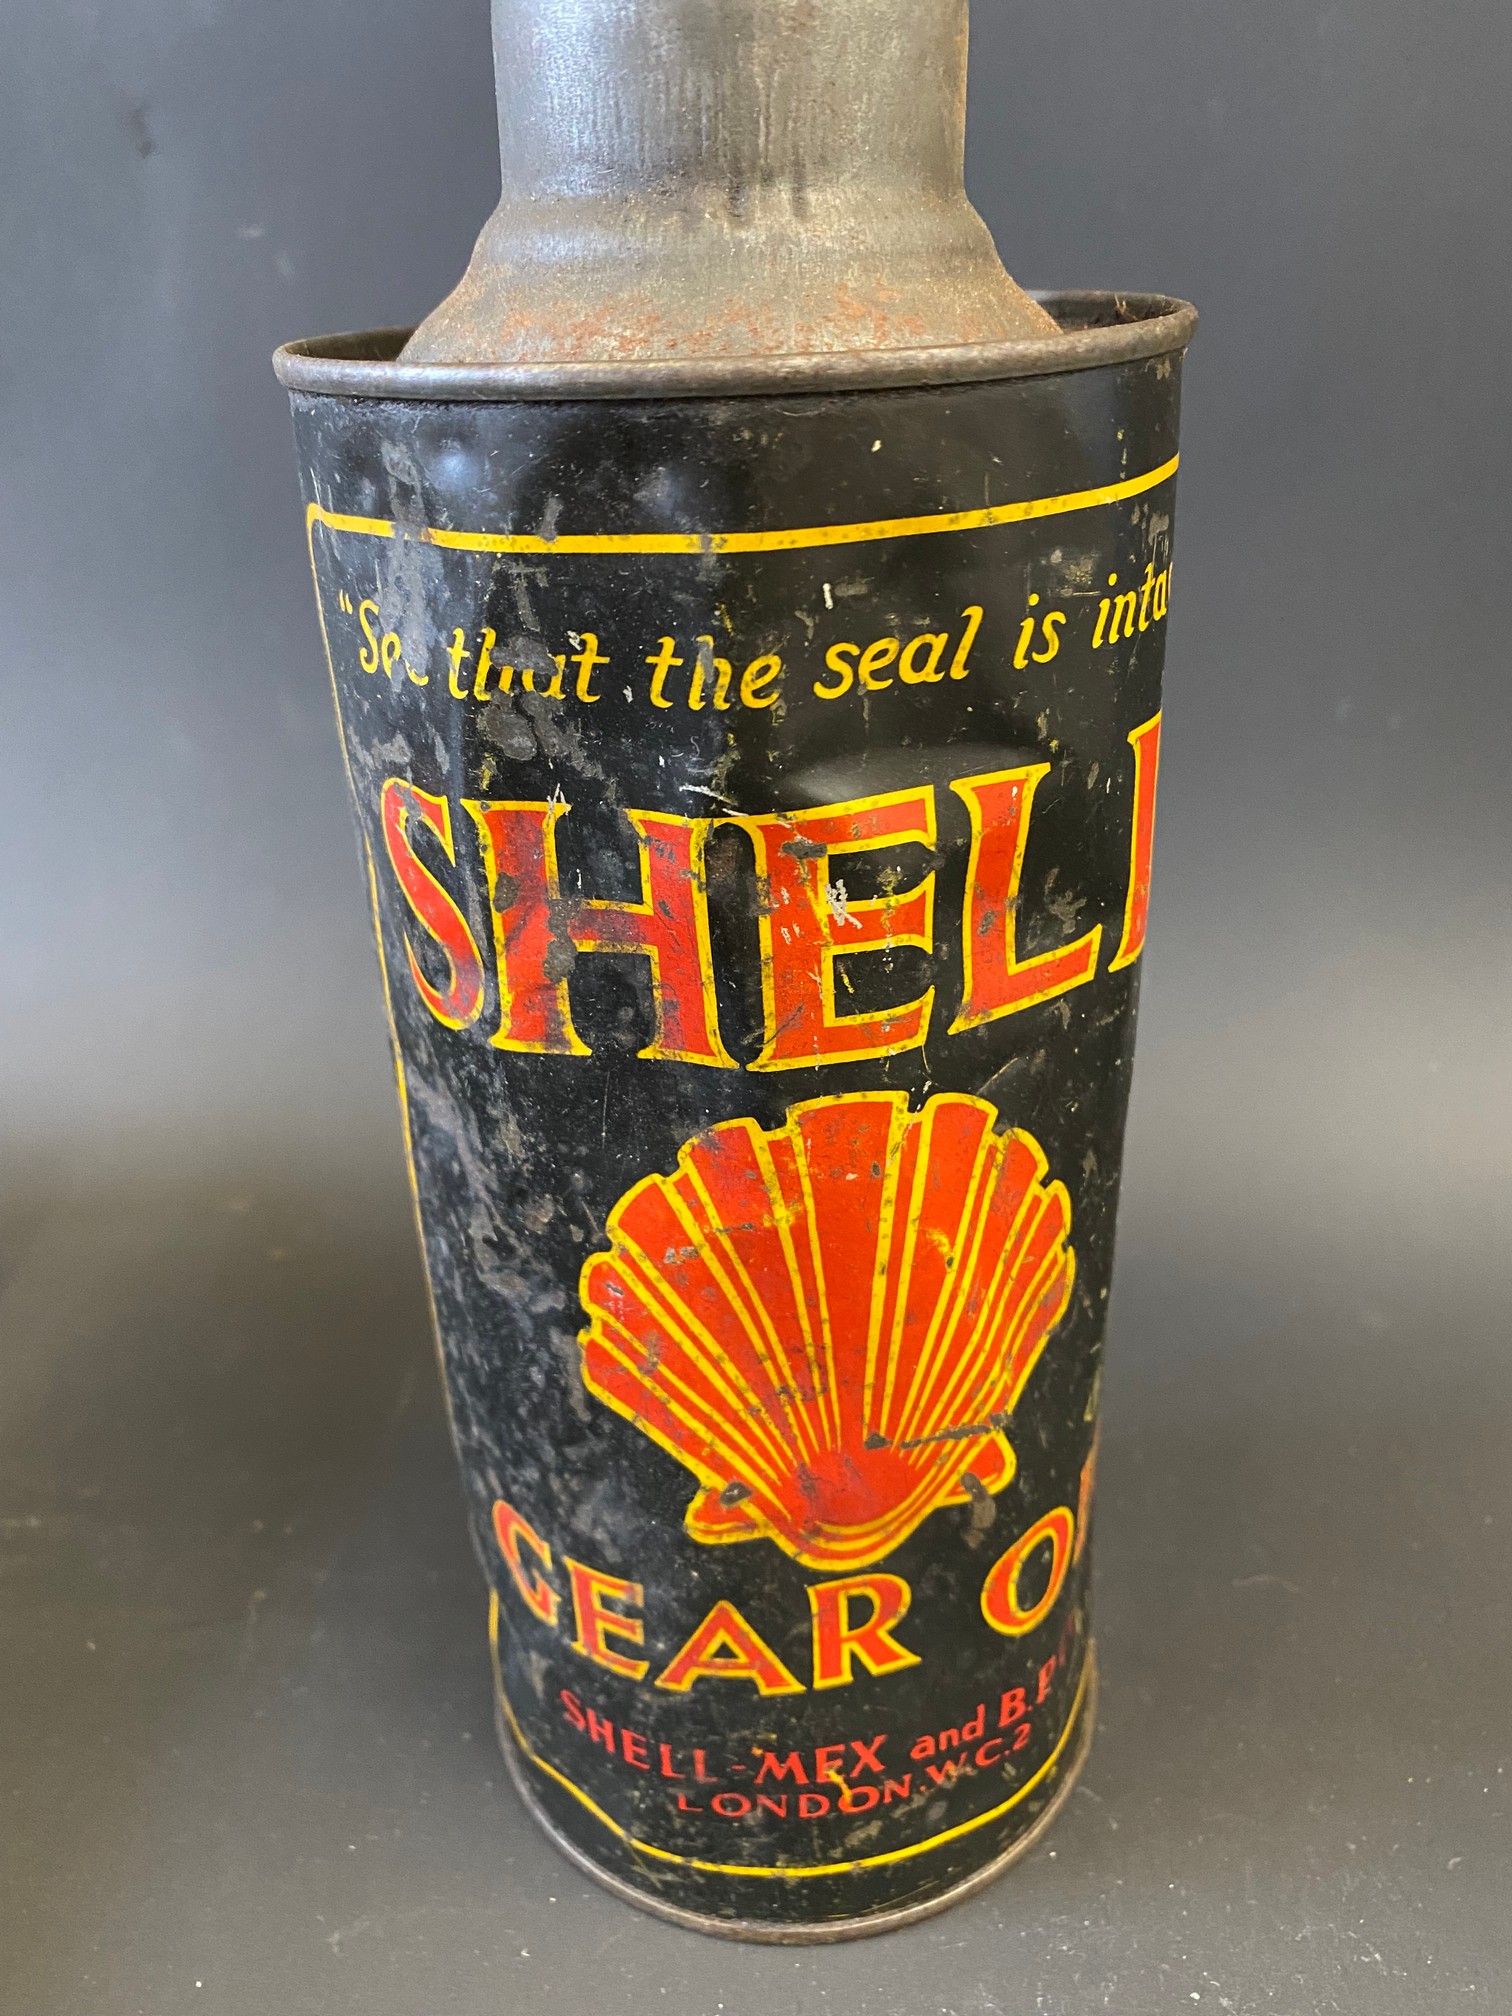 "See that the seal is inta
SHELL
GEAR O
SHELL-MEX and B.P.
LONDON.W.C.2